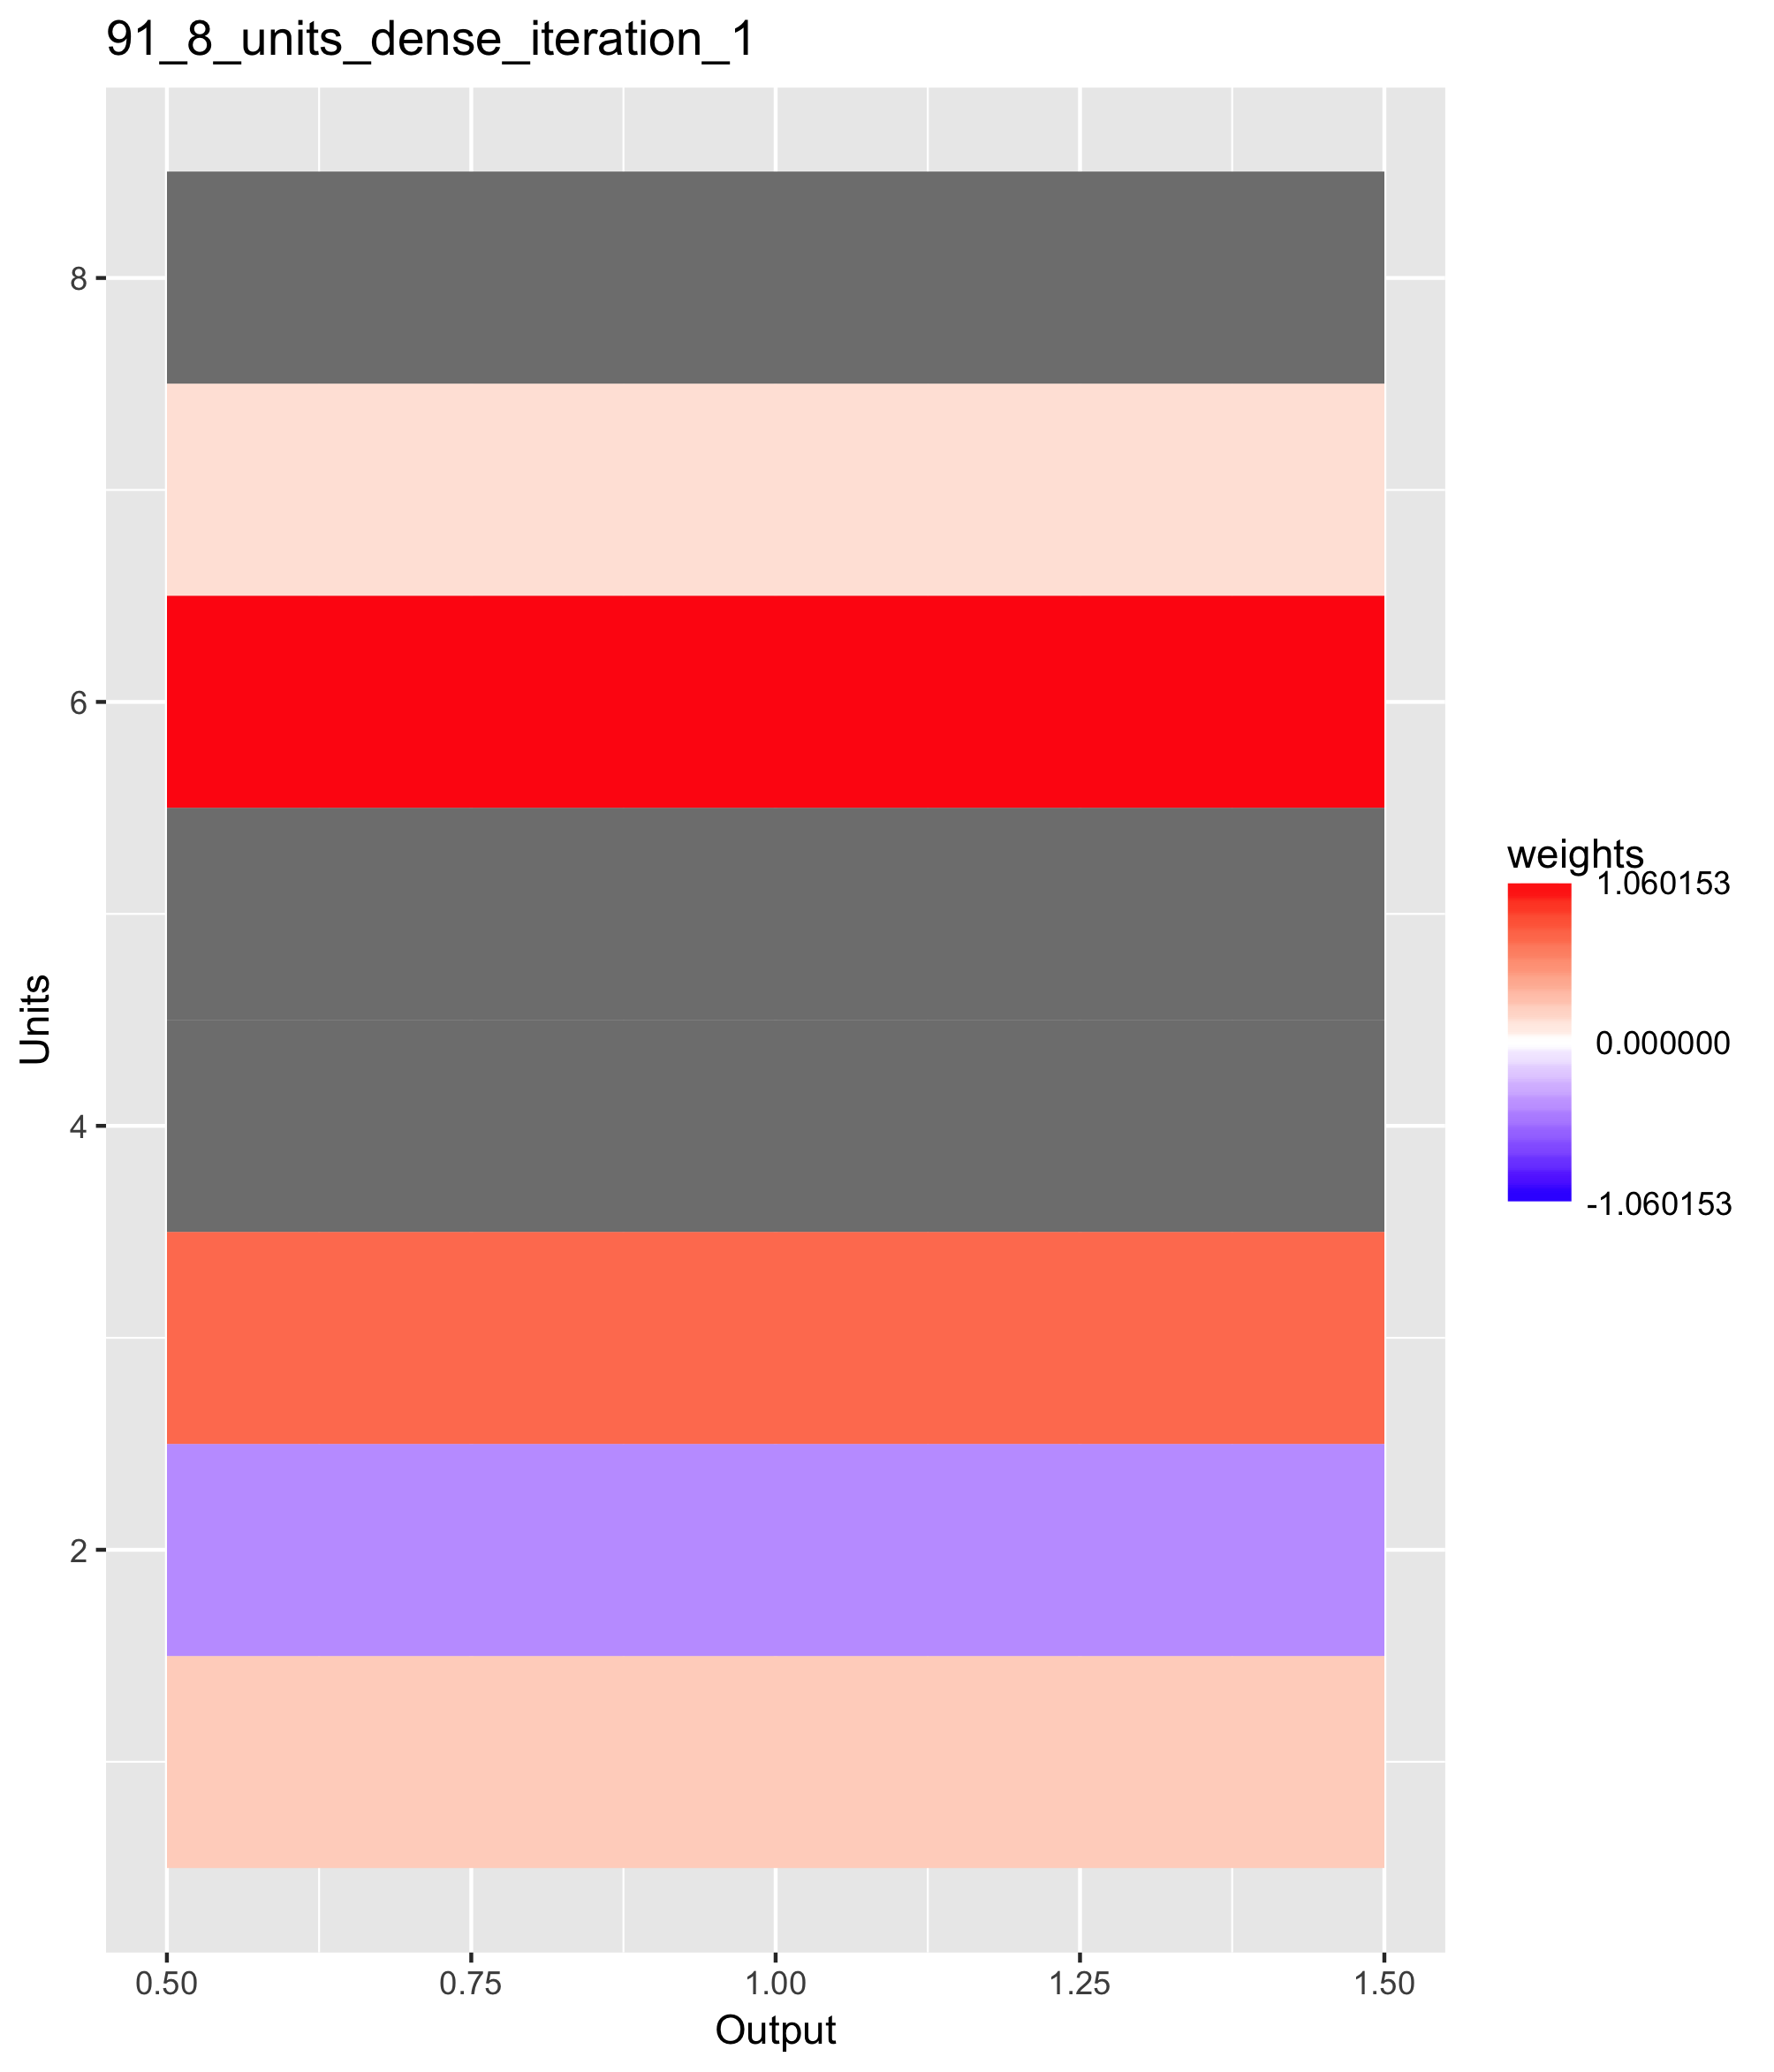 91_8_units_dense_iteration_1
8
6
4
2
Units
0.50 0.75 1.00 1.25 1.50
Output
weights
1.060153
0.000000
-1.060153